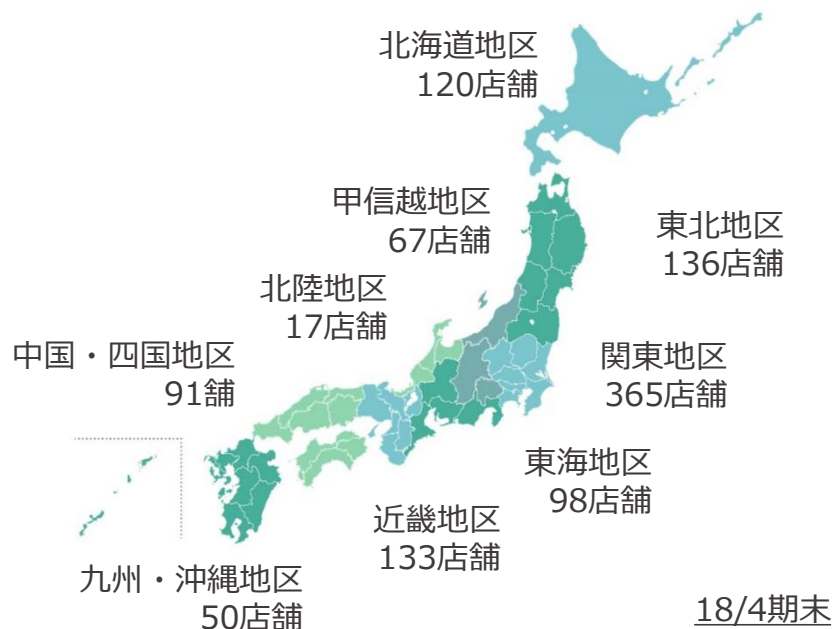 北海道地区
120店舗
甲信越地区
67店舗
東北地区
136店舗
北陸地区
17店舗
中国・四国地区
91舗
関東地区
365店舗
東海地区
98店舗
近畿地区
133店舗
九州・沖縄地区
50店舗
18/4期末